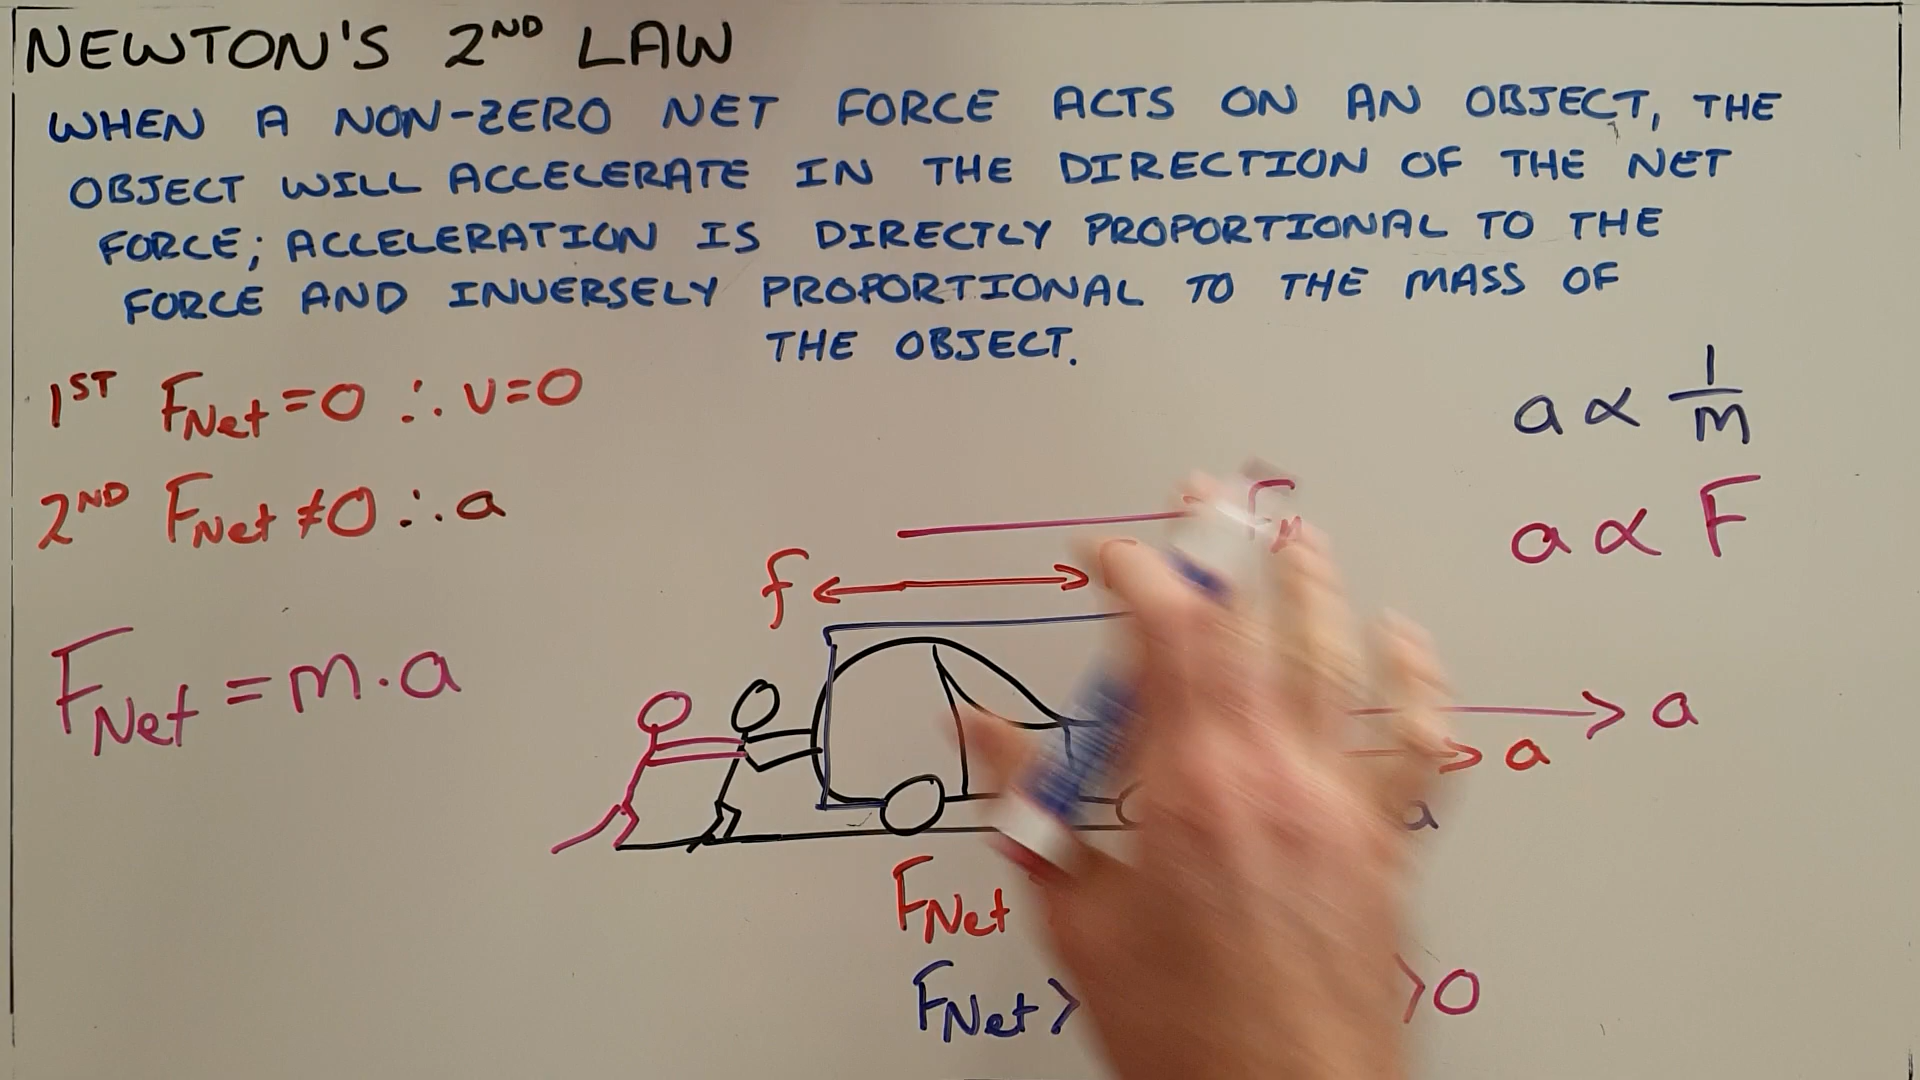 NEWTON'S 2ND LAW
WHEN A NON-ZERO NET FORCE ACTS ON AN OBJECT, THE
OBJECT WILL ACCELERATE IN THE DIRECTION OF THE NET
FORCE; ACCELERATION IS DIRECTLY PROPORTIONAL TO THE
FORCE AND INVERSELY PROPORTIONAL TO THE MASS OF
THE OBJECT.
1ST FNet=0 ∴ v=0
2ND FNet≠0 ∴ a
FNet=m·a
a ∝ 1/m
a ∝ F
f
a
a
a
FNet
FNet>
>0